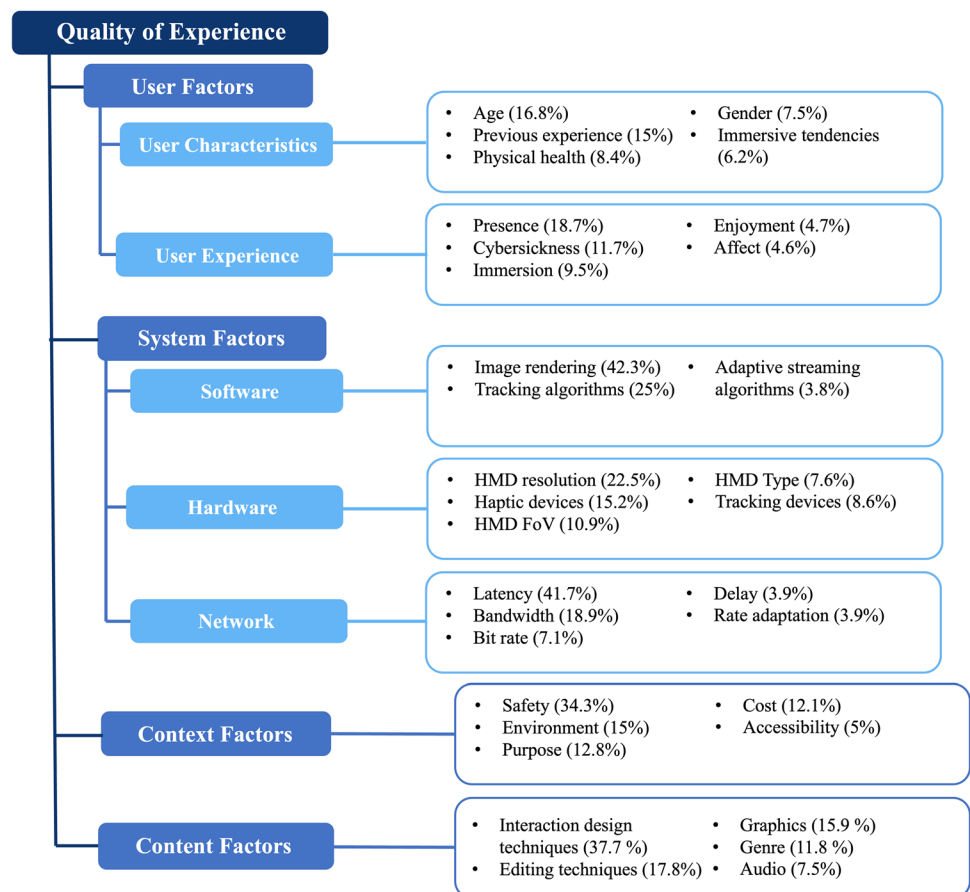 Quality of Experience
User Factors
User Characteristics
• Age (16.8%)
• Previous experience (15%)
• Physical health (8.4%)
• Gender (7.5%)
• Immersive tendencies
(6.2%)
User Experience
• Presence (18.7%)
• Cybersickness (11.7%)
• Immersion (9.5%)
• Enjoyment (4.7%)
• Affect (4.6%)
System Factors
Software
• Image rendering (42.3%)
• Tracking algorithms (25%)
• Adaptive streaming
algorithms (3.8%)
Hardware
• HMD resolution (22.5%)
• Haptic devices (15.2%)
• HMD FoV (10.9%)
• HMD Type (7.6%)
• Tracking devices (8.6%)
Network
• Latency (41.7%)
• Bandwidth (18.9%)
• Bit rate (7.1%)
• Delay (3.9%)
• Rate adaptation (3.9%)
Context Factors
• Safety (34.3%)
• Environment (15%)
• Purpose (12.8%)
• Cost (12.1%)
• Accessibility (5%)
Content Factors
• Interaction design
techniques (37.7 %)
• Editing techniques (17.8%)
• Graphics (15.9 %)
• Genre (11.8 %)
• Audio (7.5%)